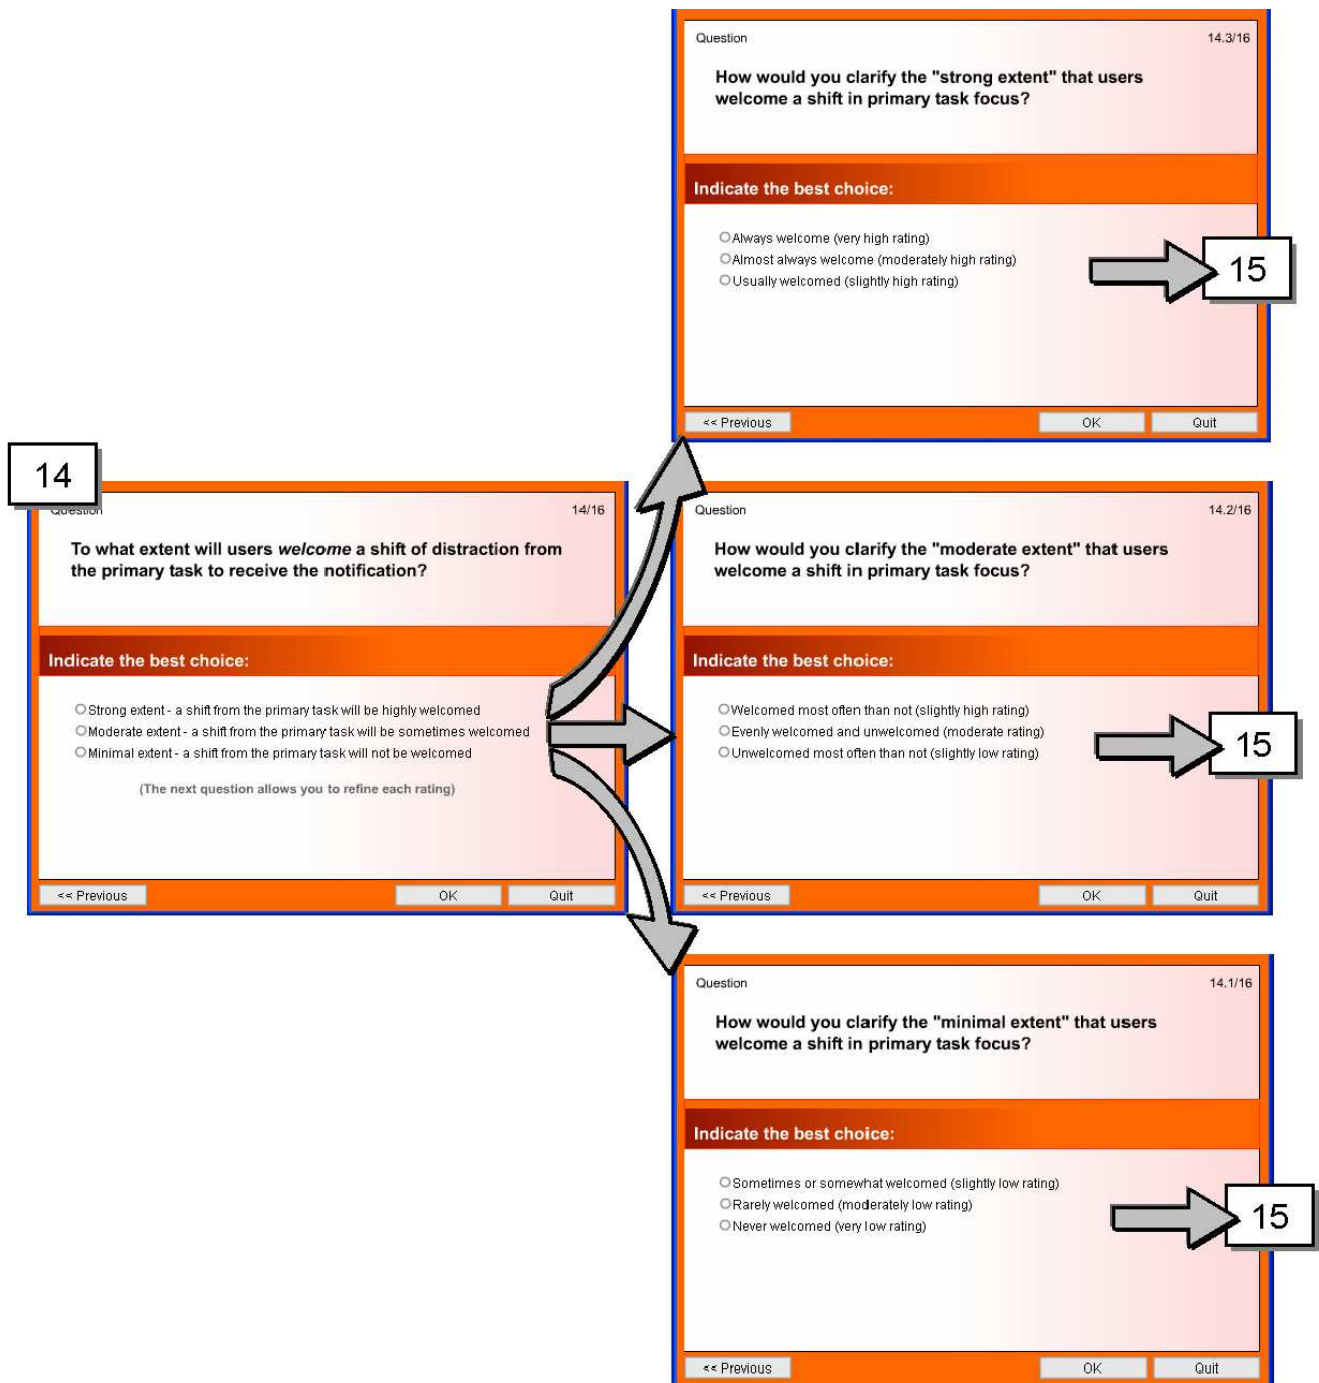 Question 14.3/16
How would you clarify the "strong extent" that users
welcome a shift in primary task focus?
Indicate the best choice:
Always welcome (very high rating)
Almost always welcome (moderately high rating)
Usually welcomed (slightly high rating)
15
<< Previous OK Quit
14
Question 14/16
To what extent will users welcome a shift of distraction from
the primary task to receive the notification?
Indicate the best choice:
Strong extent - a shift from the primary task will be highly welcomed
Moderate extent - a shift from the primary task will be sometimes welcomed
Minimal extent - a shift from the primary task will not be welcomed
(The next question allows you to refine each rating)
<< Previous OK Quit
Question 14.2/16
How would you clarify the "moderate extent" that users
welcome a shift in primary task focus?
Indicate the best choice:
Welcomed most often than not (slightly high rating)
Evenly welcomed and unwelcomed (moderate rating)
Unwelcomed most often than not (slightly low rating)
15
<< Previous OK Quit
Question 14.1/16
How would you clarify the "minimal extent" that users
welcome a shift in primary task focus?
Indicate the best choice:
Sometimes or somewhat welcomed (slightly low rating)
Rarely welcomed (moderately low rating)
Never welcomed (very low rating)
15
<< Previous OK Quit